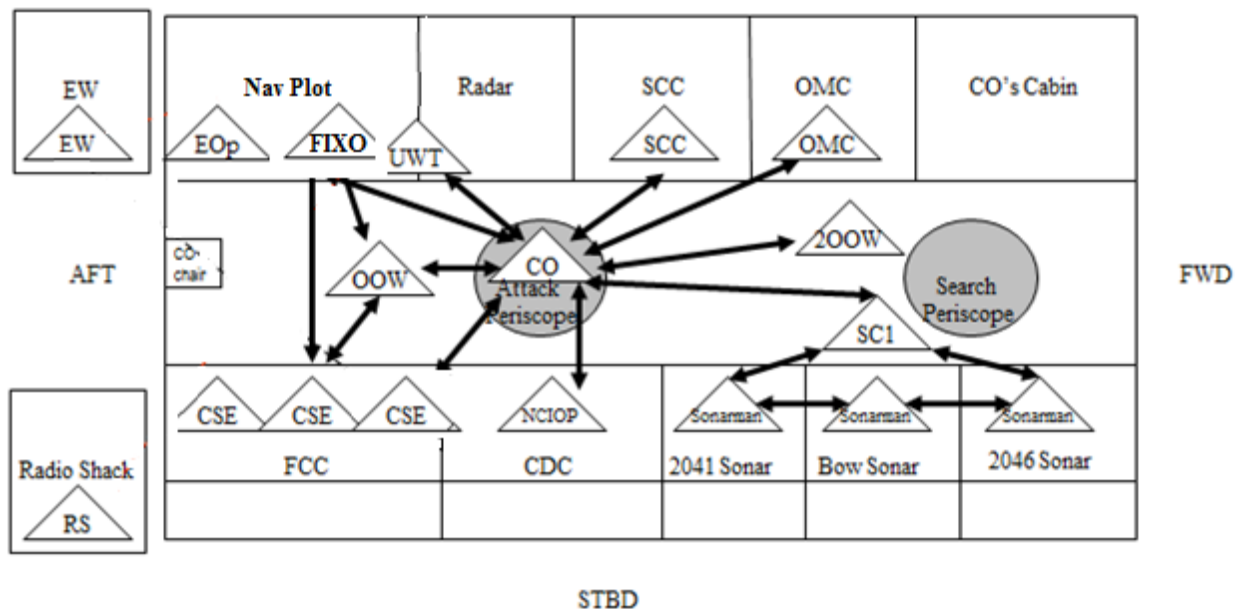 EW
EW
Nav Plot
EOp
FIXO
UWT
Radar
SCC
SCC
OMC
OMC
CO's Cabin
AFT
CO
chair
OOW
CO
Attack
Periscope
2OOW
SC1
Search
Periscope
FWD
Radio Shack
RS
CSE
CSE
CSE
FCC
NCIOP
CDC
Sonarman
2041 Sonar
Sonarman
Bow Sonar
Sonarman
2046 Sonar
STBD